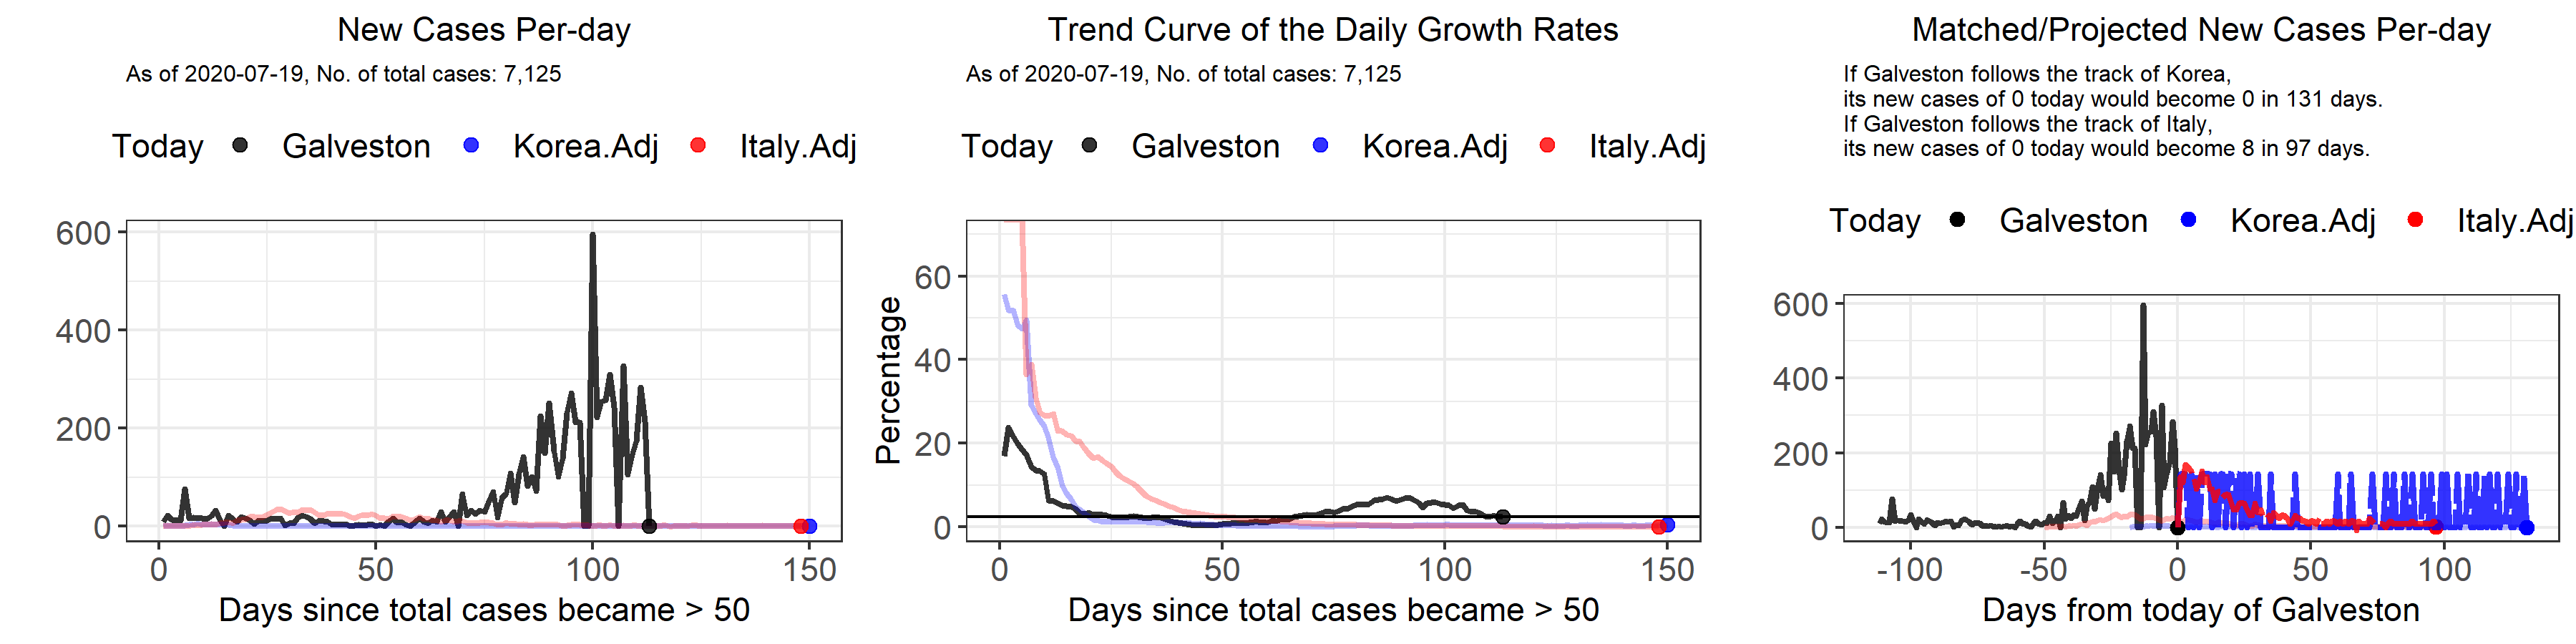 New Cases Per-day
As of 2020-07-19, No. of total cases: 7,125
Today Galveston Korea.Adj Italy.Adj
600
400
200
0
0 50 100 150
Days since total cases became > 50
Trend Curve of the Daily Growth Rates
As of 2020-07-19, No. of total cases: 7,125
Today Galveston Korea.Adj Italy.Adj
Percentage
60
40
20
0
0 50 100 150
Days since total cases became > 50
Matched/Projected New Cases Per-day
If Galveston follows the track of Korea,
its new cases of 0 today would become 0 in 131 days.
If Galveston follows the track of Italy,
its new cases of 0 today would become 8 in 97 days.
Today Galveston Korea.Adj Italy.Adj
600
400
200
0
-100 -50 0 50 100
Days from today of Galveston